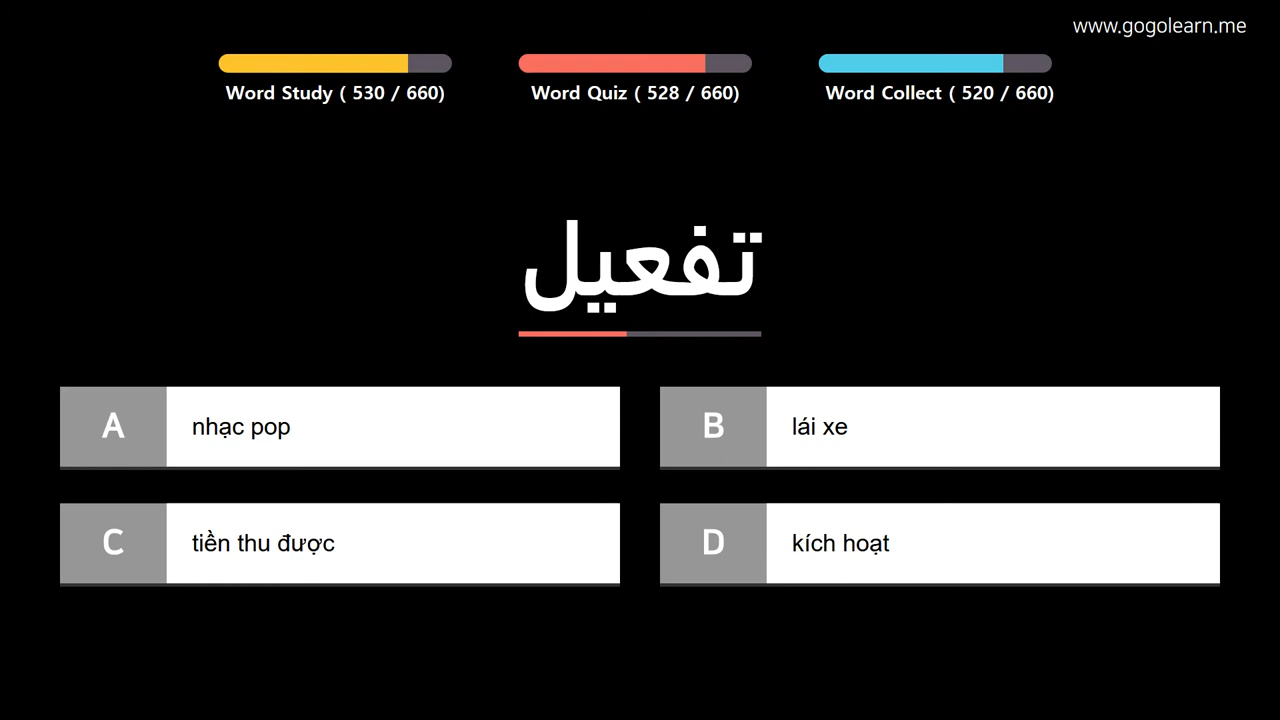 www.gogolearn.me
Word Study ( 530 / 660)
Word Quiz ( 528 / 660)
Word Collect ( 520 / 660)
تفعيل
A
nhạc pop
B
lái xe
C
tiền thu được
D
kích hoạt